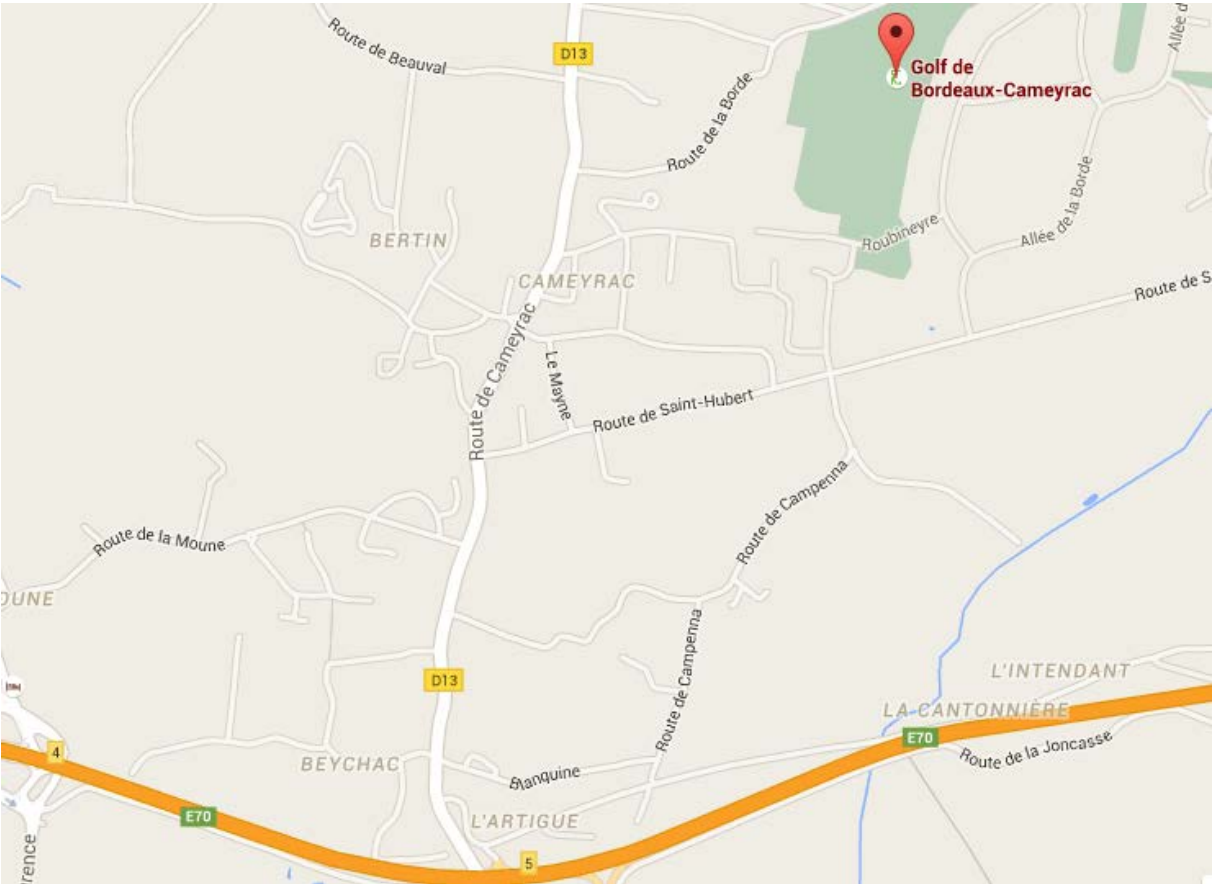 Route de Beauval
D13
Allée d
Golf de
Bordeaux-Cameyrac
Route de la Borde
Allée de la Borde
Roubineyre
BERTIN
CAMEYRAC
Route de S
Route de Cameyrac
Le Mayne
Route de Saint-Hubert
Route de Campenna
Route de la Moune
OUNE
Route de Campenna
D13
L'INTENDANT
LA CANTONNIÈRE
E70
Route de la Joncasse
4
BEYCHAC
Blanquine
E70
L'ARTIGUE
5
rence